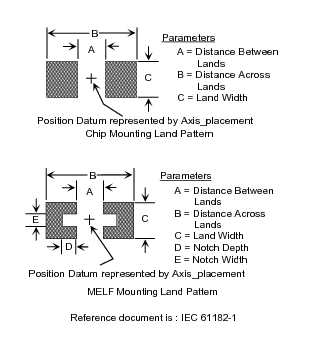 Parameters
B
A
C
A = Distance Between
Lands
B = Distance Across
Lands
C = Land Width
Position Datum represented by Axis_placement
Chip Mounting Land Pattern
Parameters
B
A
E
C
D
A = Distance Between
Lands
B = Distance Across
Lands
C = Land Width
D = Notch Depth
E = Notch Width
Position Datum represented by Axis_placement
MELF Mounting Land Pattern
Reference document is : IEC 61182-1